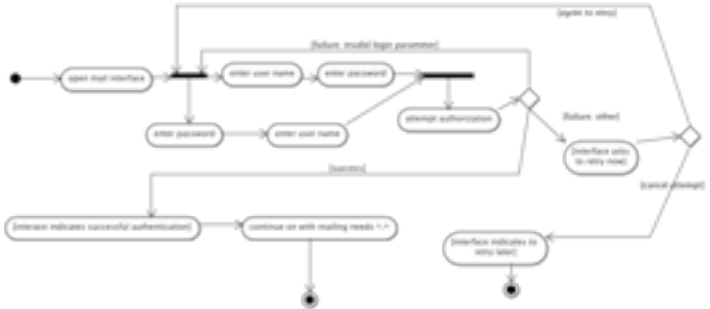 [agree to retry]
[failure: invalid login parameter]
open mail interface
enter user name
enter password
enter password
enter user name
attempt authorization
[failure: other]
[interface asks
to retry now]
[success]
[cancel attempt]
[interace indicates successful authentication]
continue on with mailing needs ^.^
[interface indicates to
retry later]